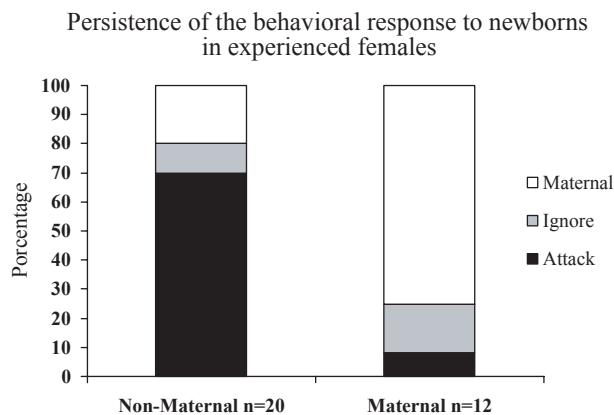 Persistence of the behavioral response to newborns
in experienced females
100
90
80
70
60
50
40
30
20
10
0
Porcentage
Non-Maternal n=20
Maternal n=12
Maternal
Ignore
Attack